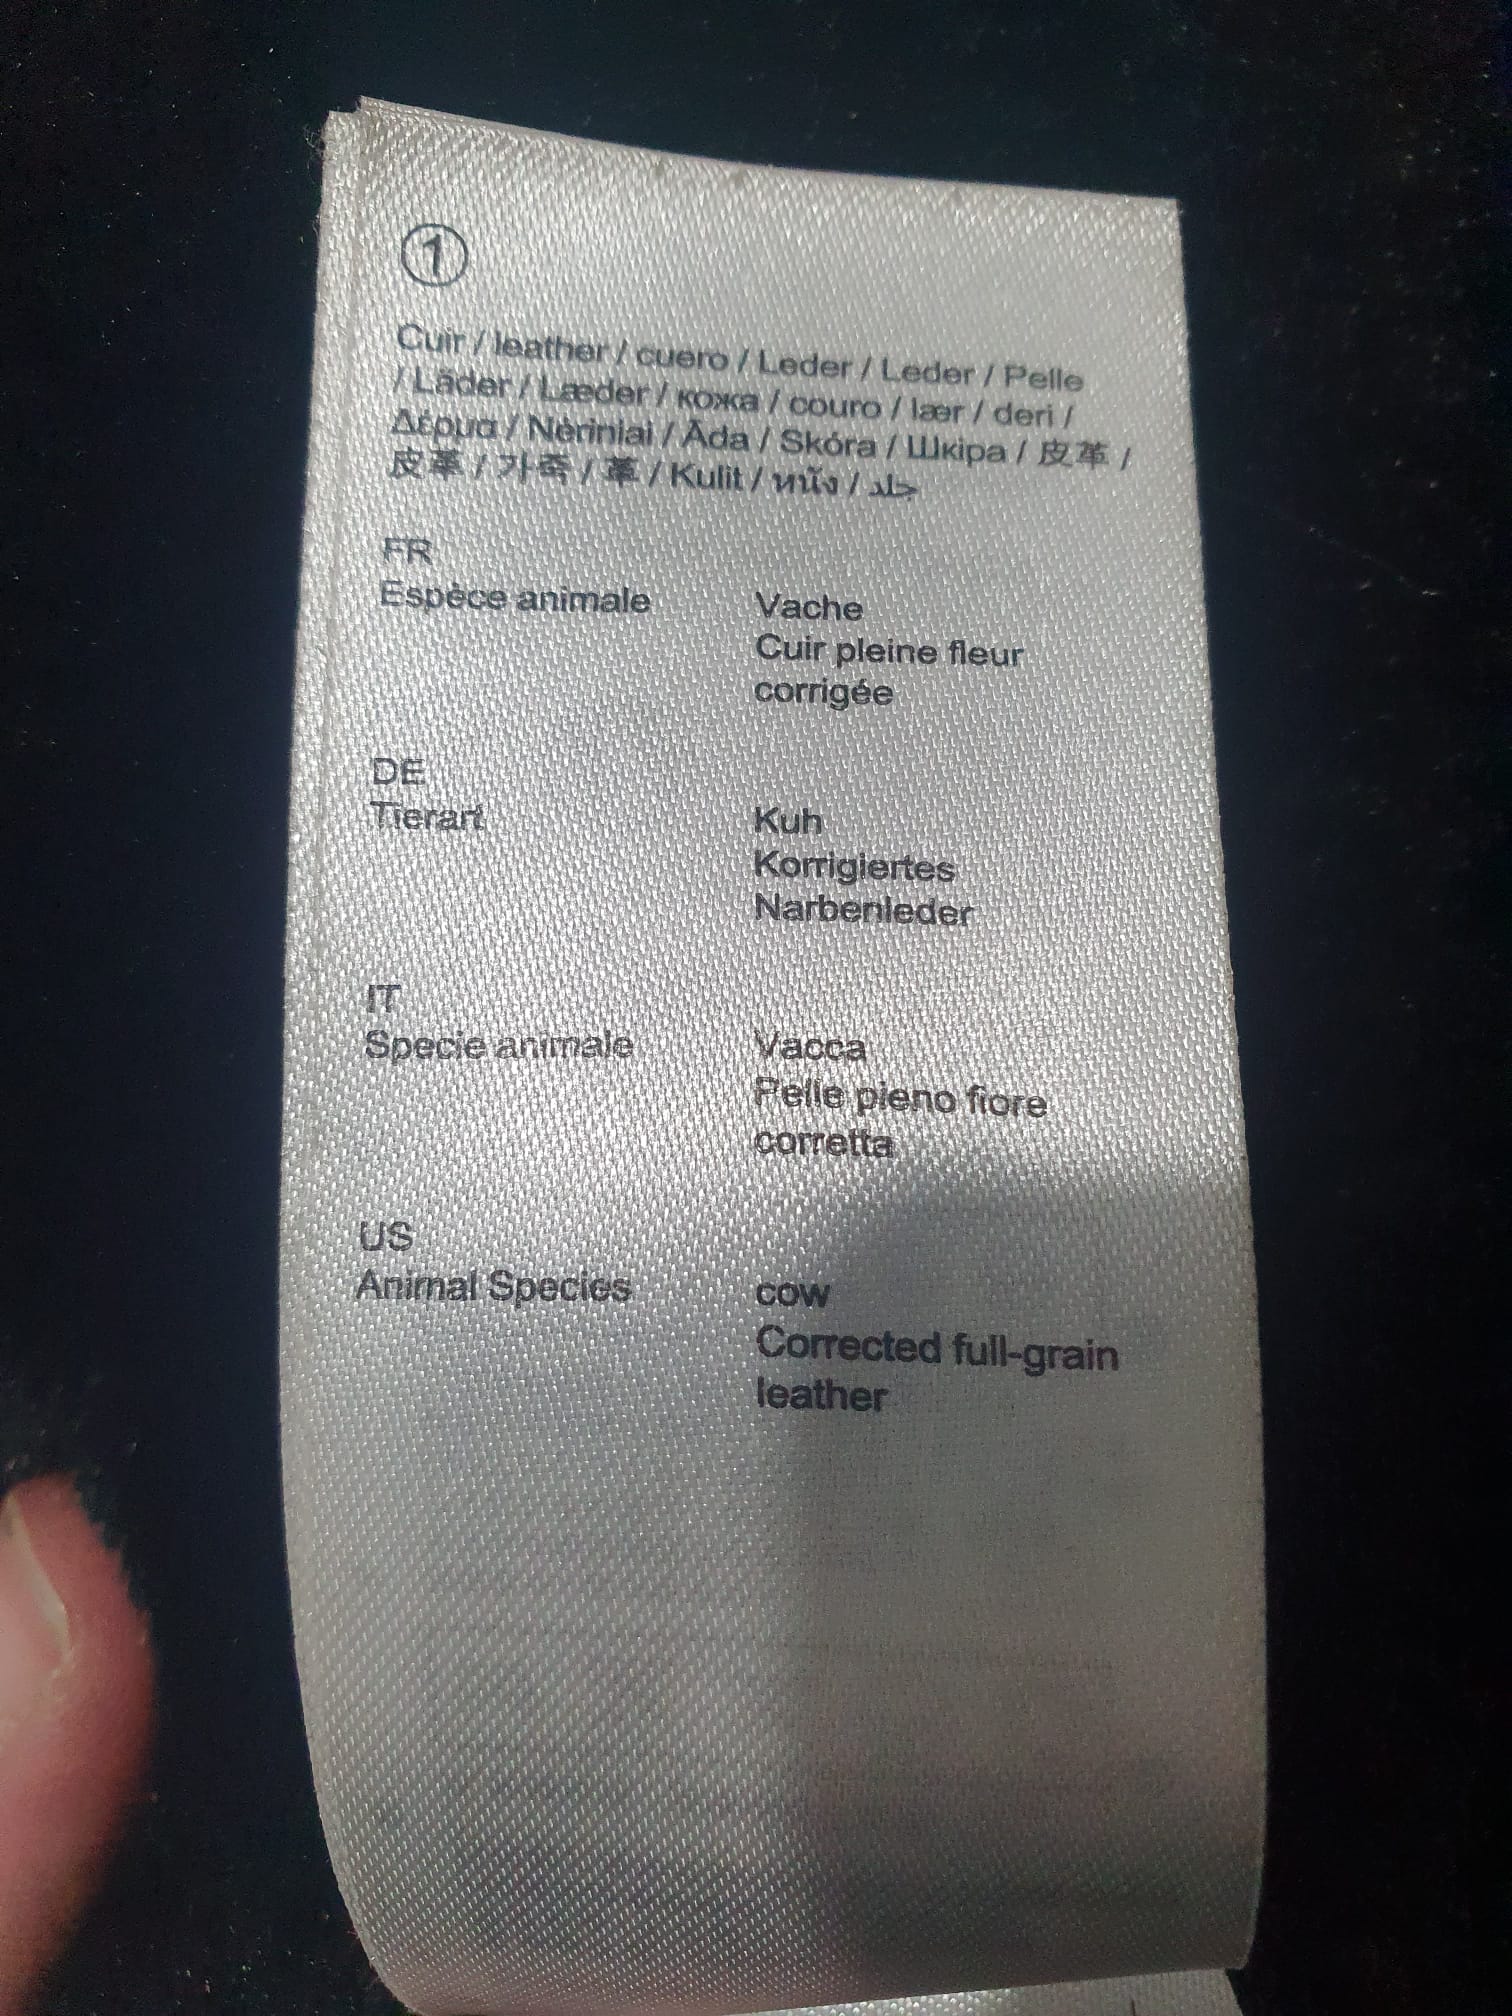 ①
Cuir / leather / cuero / Leder / Leder / Pelle
/ Läder / Læder / кожа / couro / lær / deri /
Δέρμα / Nėriniai / Āda / Skóra / Шкіра / 皮革 /
皮革 / 가죽 / 革 / Kulit / หนัง / جلد
FR
Espèce animale Vache
Cuir pleine fleur
corrigée
DE
Tierart Kuh
Korrigiertes
Narbenleder
IT
Specie animale Vacca
Pelle pieno fiore
corretta
US
Animal Species cow
Corrected full-grain
leather